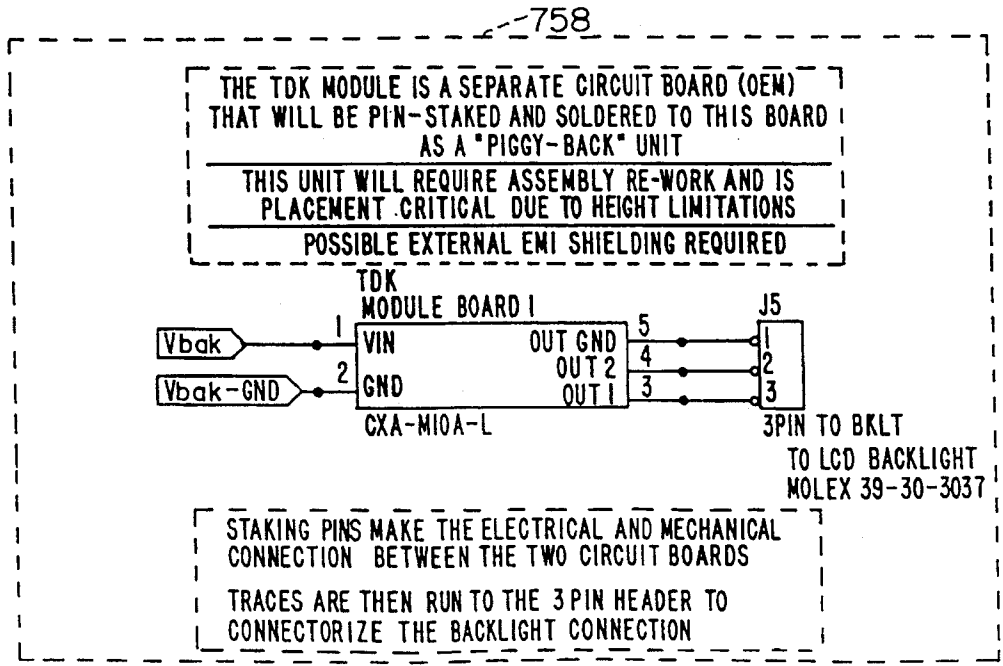 758
THE TDK MODULE IS A SEPARATE CIRCUIT BOARD (OEM)
THAT WILL BE PIN-STAKED AND SOLDERED TO THIS BOARD
AS A "PIGGY-BACK" UNIT
THIS UNIT WILL REQUIRE ASSEMBLY RE-WORK AND IS
PLACEMENT CRITICAL DUE TO HEIGHT LIMITATIONS
POSSIBLE EXTERNAL EMI SHIELDING REQUIRED
TDK
MODULE BOARD 1
J5
Vbak 1 VIN OUT GND 5 1
OUT 2 4 2
Vbak-GND 2 GND OUT 1 3 3
CXA-M10A-L
3PIN TO BKLT
TO LCD BACKLIGHT
MOLEX 39-30-3037
STAKING PINS MAKE THE ELECTRICAL AND MECHANICAL
CONNECTION BETWEEN THE TWO CIRCUIT BOARDS
TRACES ARE THEN RUN TO THE 3 PIN HEADER TO
CONNECTORIZE THE BACKLIGHT CONNECTION